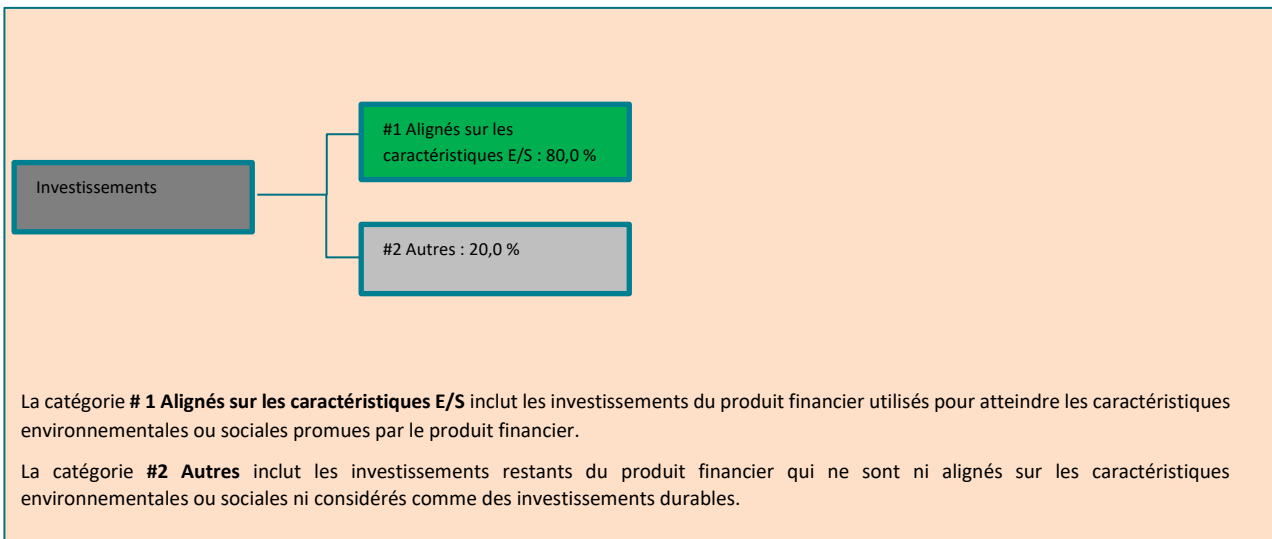 #1 Alignés sur les
caractéristiques E/S : 80,0 %
Investissements
#2 Autres : 20,0 %
La catégorie # 1 Alignés sur les caractéristiques E/S inclut les investissements du produit financier utilisés pour atteindre les caractéristiques
environnementales ou sociales promues par le produit financier.
La catégorie #2 Autres inclut les investissements restants du produit financier qui ne sont ni alignés sur les caractéristiques
environnementales ou sociales ni considérés comme des investissements durables.